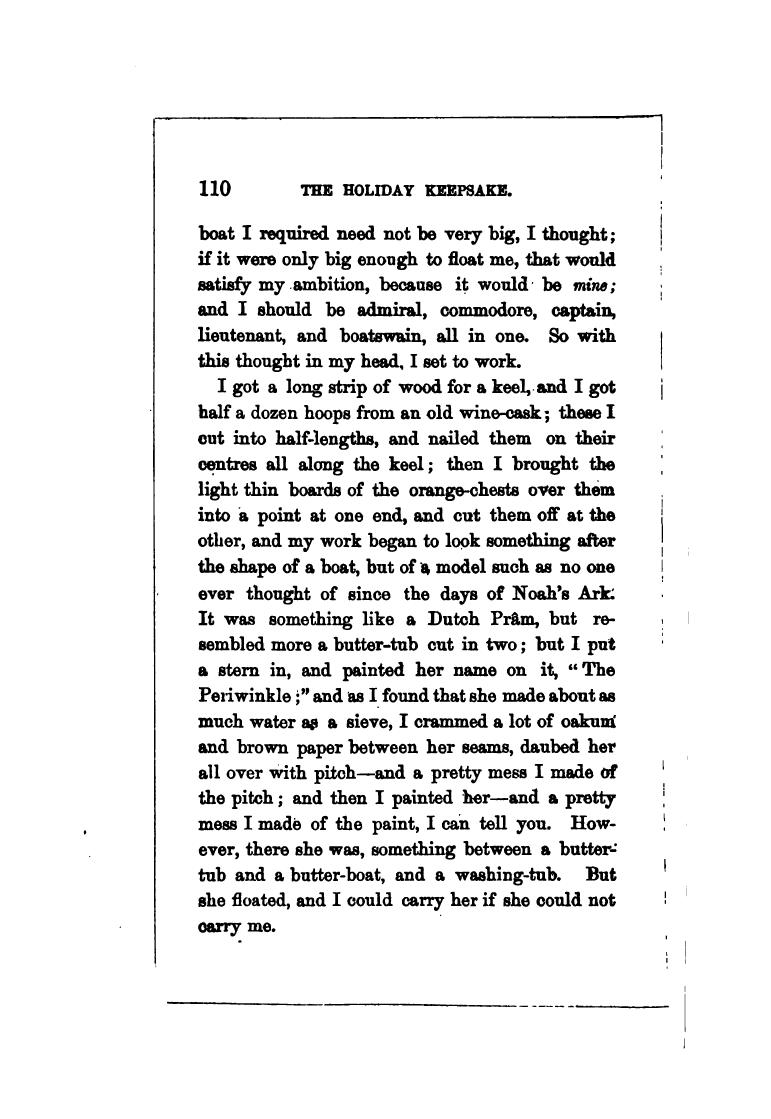 110 THE HOLIDAY KEEPSAKE.
boat I required need not be very big, I thought;
if it were only big enough to float me, that would
satisfy my ambition, because it would be mine;
and I should be admiral, commodore, captain,
lieutenant, and boatswain, all in one. So with
this thought in my head, I set to work.
I got a long strip of wood for a keel, and I got
half a dozen hoops from an old wine-cask; these I
cut into half-lengths, and nailed them on their
centres all along the keel; then I brought the
light thin boards of the orange-chests over them
into a point at one end, and cut them off at the
other, and my work began to look something after
the shape of a boat, but of a model such as no one
ever thought of since the days of Noah's Ark.
It was something like a Dutch Prâm, but re-
sembled more a butter-tub cut in two; but I put
a stern in, and painted her name on it, "The
Periwinkle;" and as I found that she made about as
much water as a sieve, I crammed a lot of oakum
and brown paper between her seams, daubed her
all over with pitch—and a pretty mess I made of
the pitch; and then I painted her—and a pretty
mess I made of the paint, I can tell you. How-
ever, there she was, something between a butter-
tub and a butter-boat, and a washing-tub. But
she floated, and I could carry her if she could not
carry me.